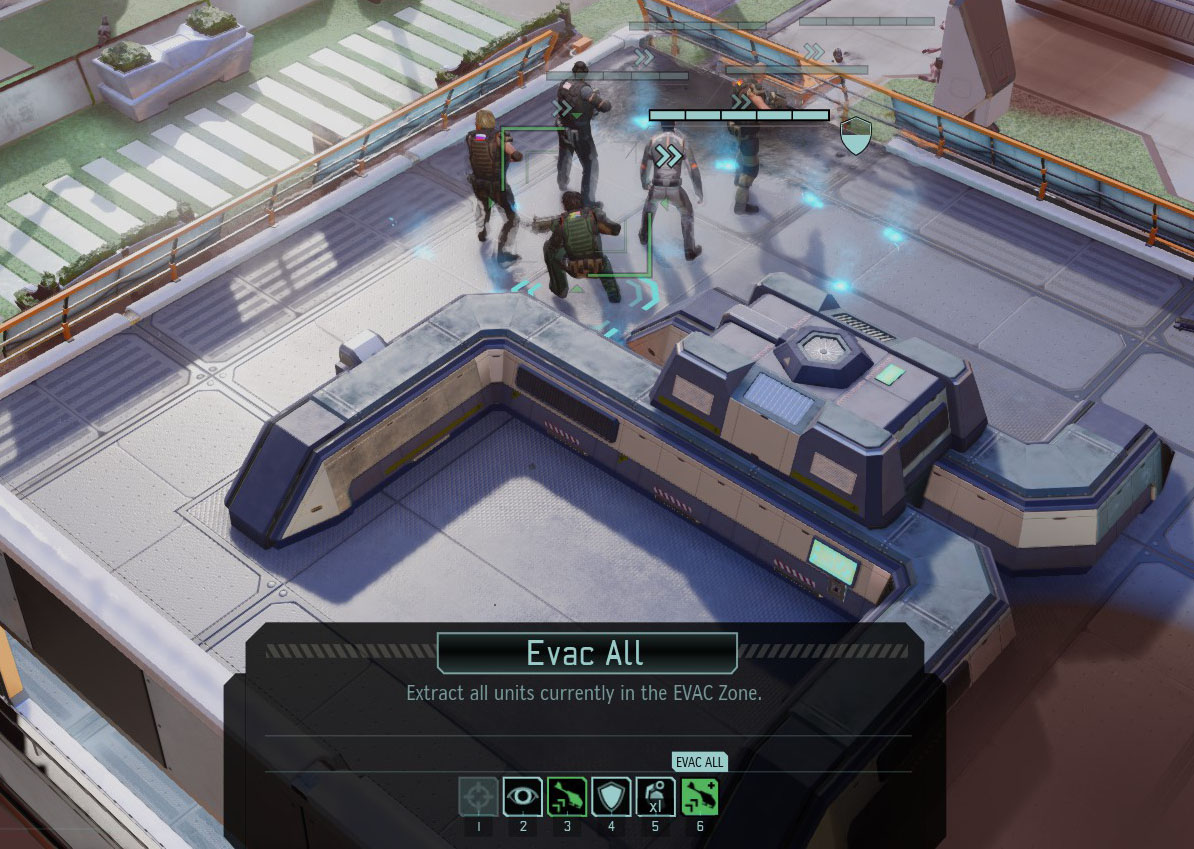 Evac All
Extract all units currently in the EVAC Zone.
EVAC ALL
x1
1 2 3 4 5 6